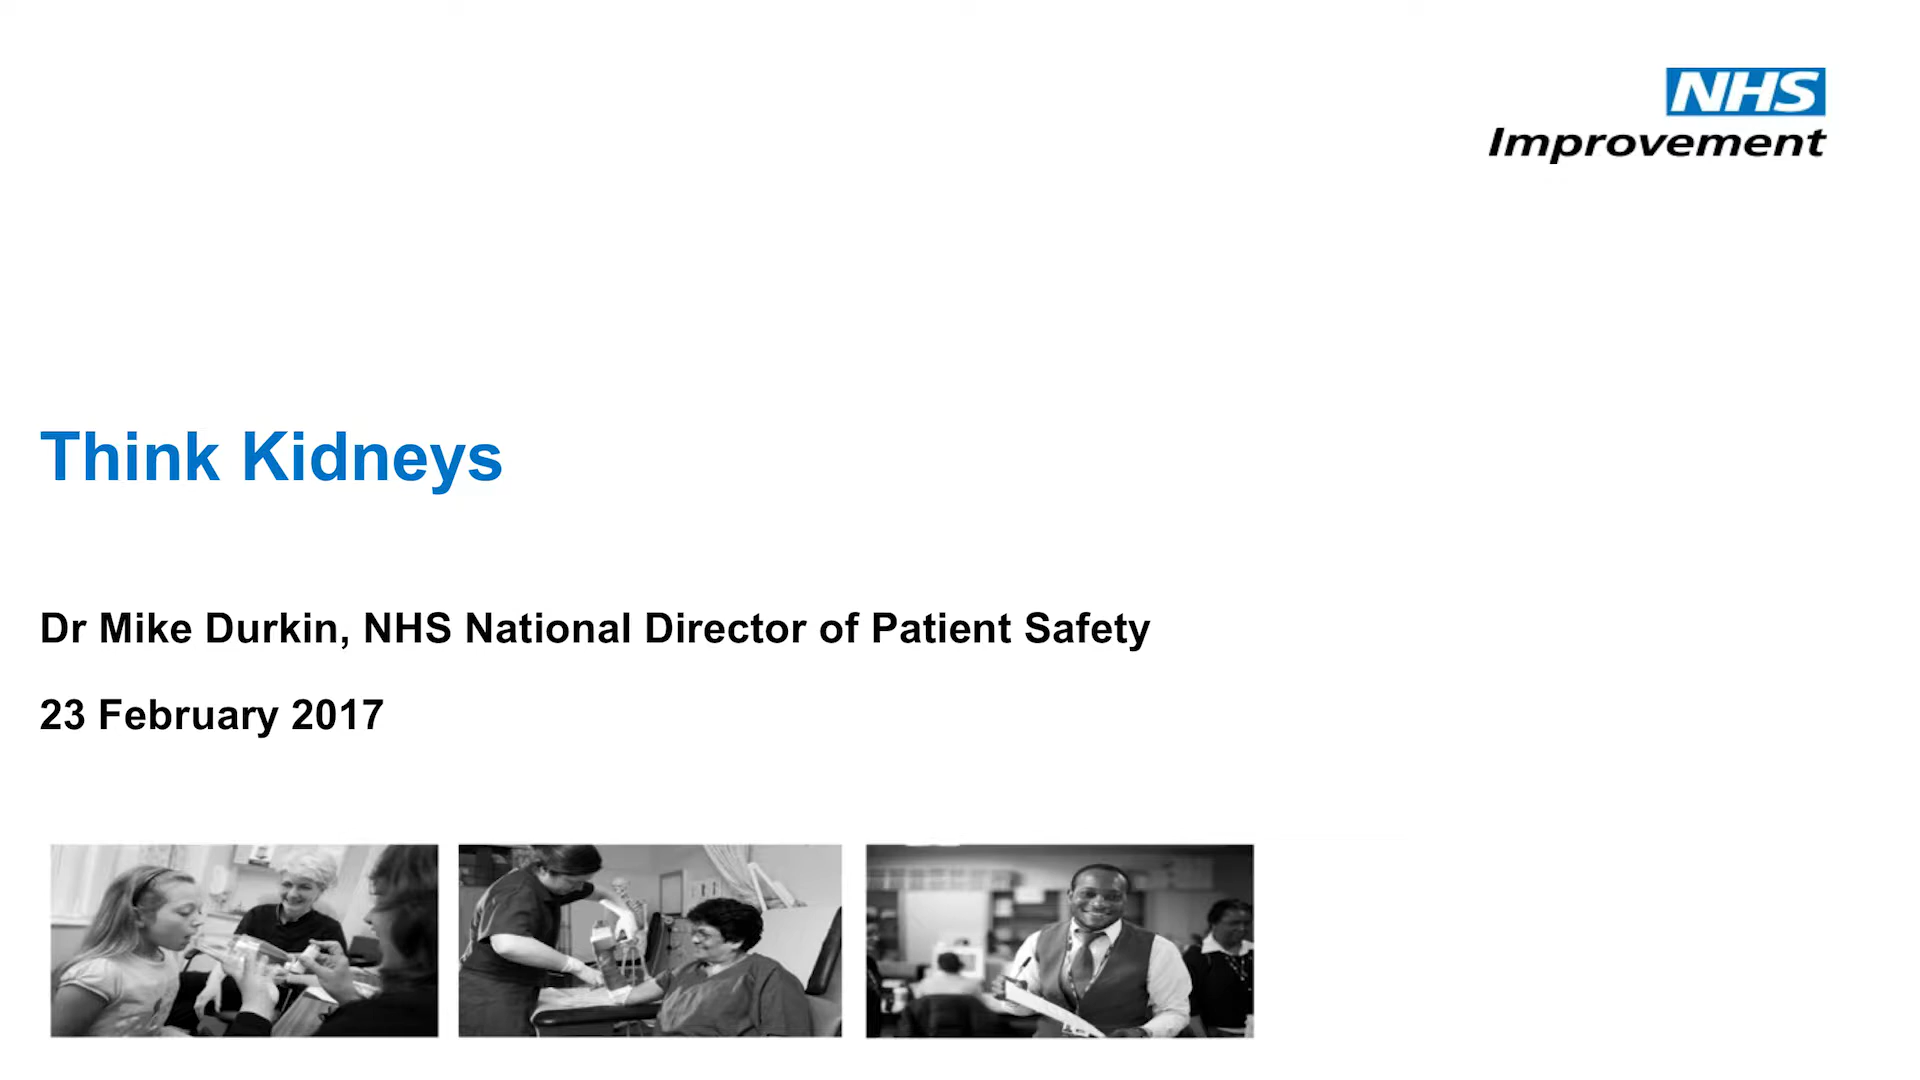 NHS
Improvement
Think Kidneys
Dr Mike Durkin, NHS National Director of Patient Safety
23 February 2017